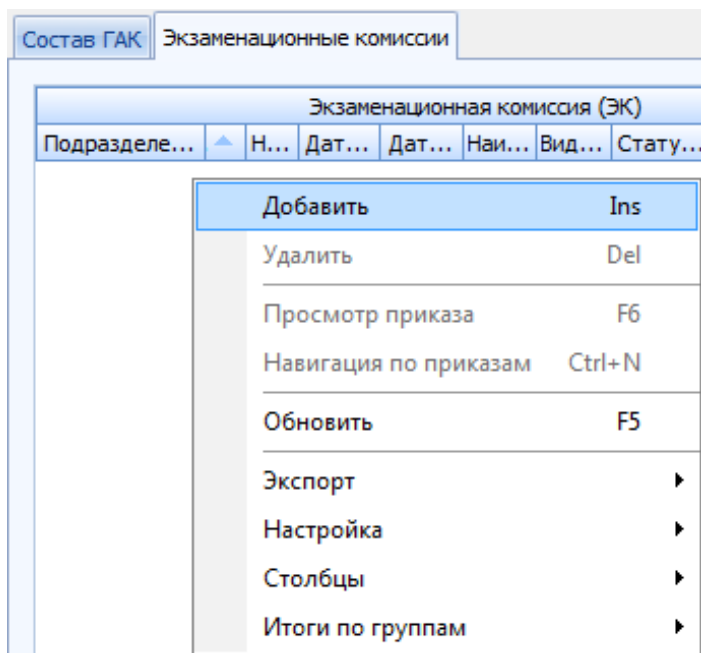 Состав ГАК Экзаменационные комиссии
Экзаменационная комиссия (ЭК)
Подразделе... Н... Дат... Дат... Наи... Вид... Стату...
Добавить Ins
Удалить Del
Просмотр приказа F6
Навигация по приказам Ctrl+N
Обновить F5
Экспорт
Настройка
Столбцы
Итоги по группам